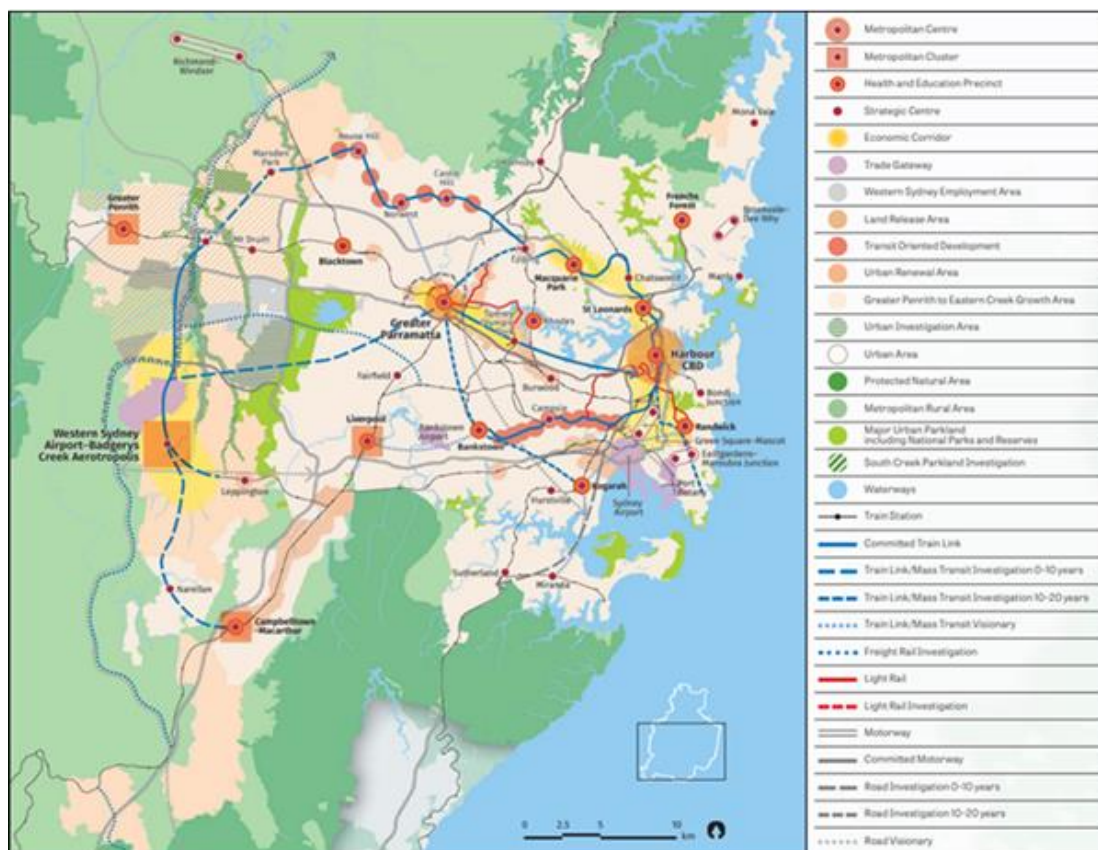 Richmond-
Windsor
Mona Vale
Rouse Hill
Hornsby
Marsden
Park
Castle
Hill
Norwest
Frenchs
Forest
Brookvale-
Dee Why
Greater
Penrith
Mt Druitt
Blacktown
Epping
Macquarie
Park
Chatswood
Manly
St Leonards
Greater
Parramatta
Rhodes
Harbour
CBD
Fairfield
Burwood
Bondi
Junction
Liverpool
Campsie
Bankstown
Airport
Bankstown
Randwick
Green Square-Mascot
Western Sydney
Airport-Badgerys
Creek Aerotropolis
Eastgardens-
Maroubra Junction
Leppington
Kogarah
Port
Botany
Hurstville
Sydney
Airport
Sutherland
Miranda
Narellan
Campbelltown
-Macarthur
0 2.5 5 10
km
Metropolitan Centre
Metropolitan Cluster
Health and Education Precinct
Strategic Centre
Economic Corridor
Trade Gateway
Western Sydney Employment Area
Land Release Area
Transit Oriented Development
Urban Renewal Area
Greater Penrith to Eastern Creek Growth Area
Urban Investigation Area
Urban Area
Protected Natural Area
Metropolitan Rural Area
Major Urban Parkland
including National Parks and Reserves
South Creek Parkland Investigation
Waterways
Train Station
Committed Train Link
Train Link/Mass Transit Investigation 0-10 years
Train Link/Mass Transit Investigation 10-20 years
Train Link/Mass Transit Visionary
Freight Rail Investigation
Light Rail
Light Rail Investigation
Motorway
Committed Motorway
Road Investigation 0-10 years
Road Investigation 10-20 years
Road Visionary